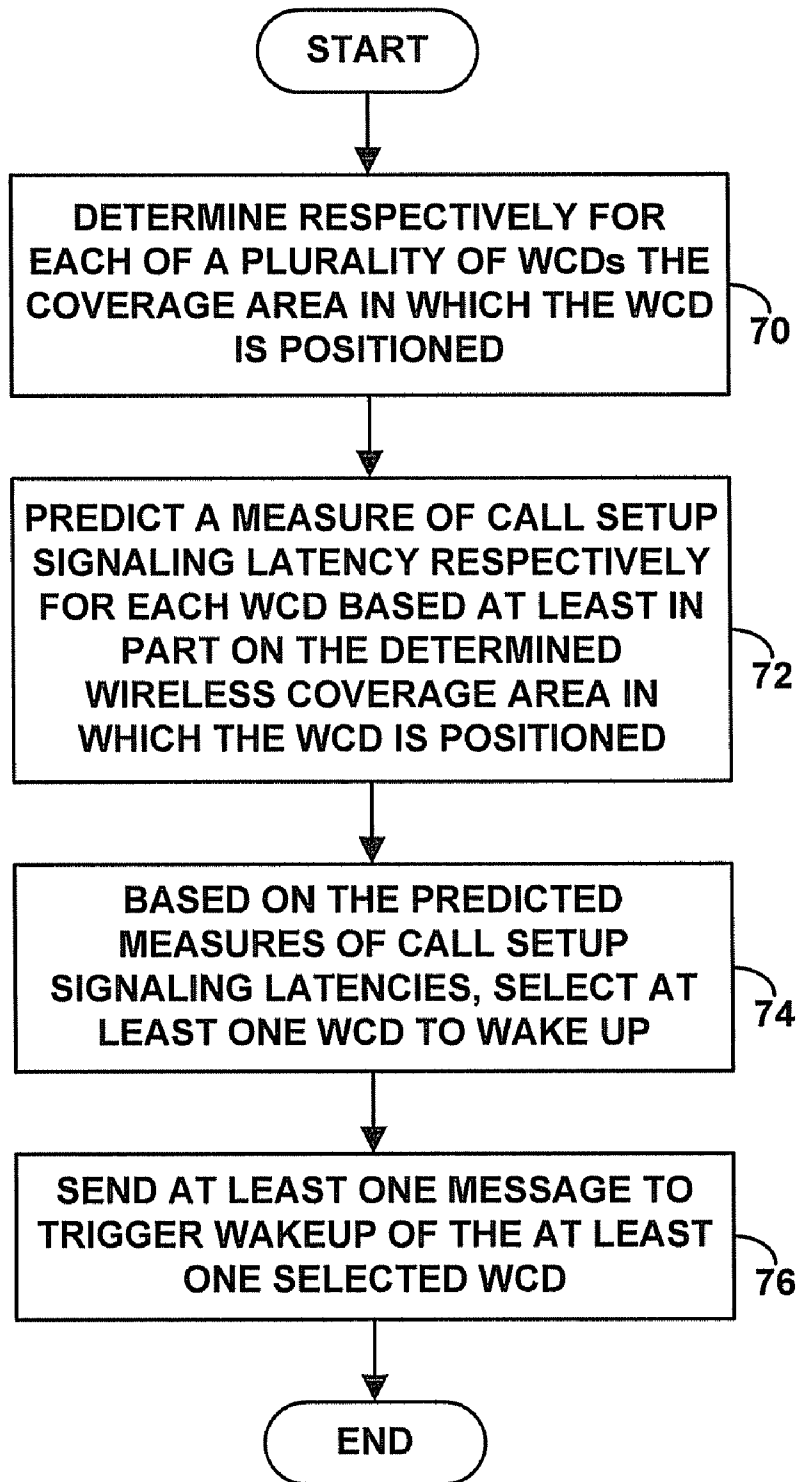 START
DETERMINE RESPECTIVELY FOR
EACH OF A PLURALITY OF WCDs THE
COVERAGE AREA IN WHICH THE WCD
IS POSITIONED
70
PREDICT A MEASURE OF CALL SETUP
SIGNALING LATENCY RESPECTIVELY
FOR EACH WCD BASED AT LEAST IN
PART ON THE DETERMINED
WIRELESS COVERAGE AREA IN
WHICH THE WCD IS POSITIONED
72
BASED ON THE PREDICTED
MEASURES OF CALL SETUP
SIGNALING LATENCIES, SELECT AT
LEAST ONE WCD TO WAKE UP
74
SEND AT LEAST ONE MESSAGE TO
TRIGGER WAKEUP OF THE AT LEAST
ONE SELECTED WCD
76
END